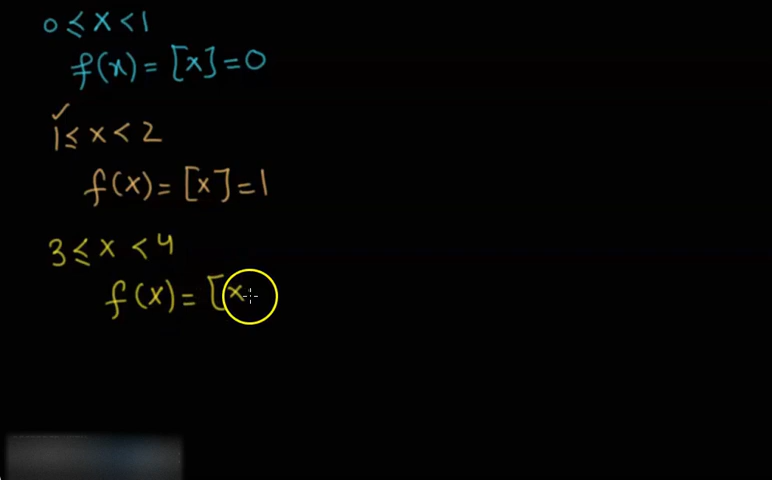 0 ≤ x < 1
f(x) = [x] = 0
✓
1 ≤ x < 2
f(x) = [x] = 1
3 ≤ x < 4
f(x) = [x